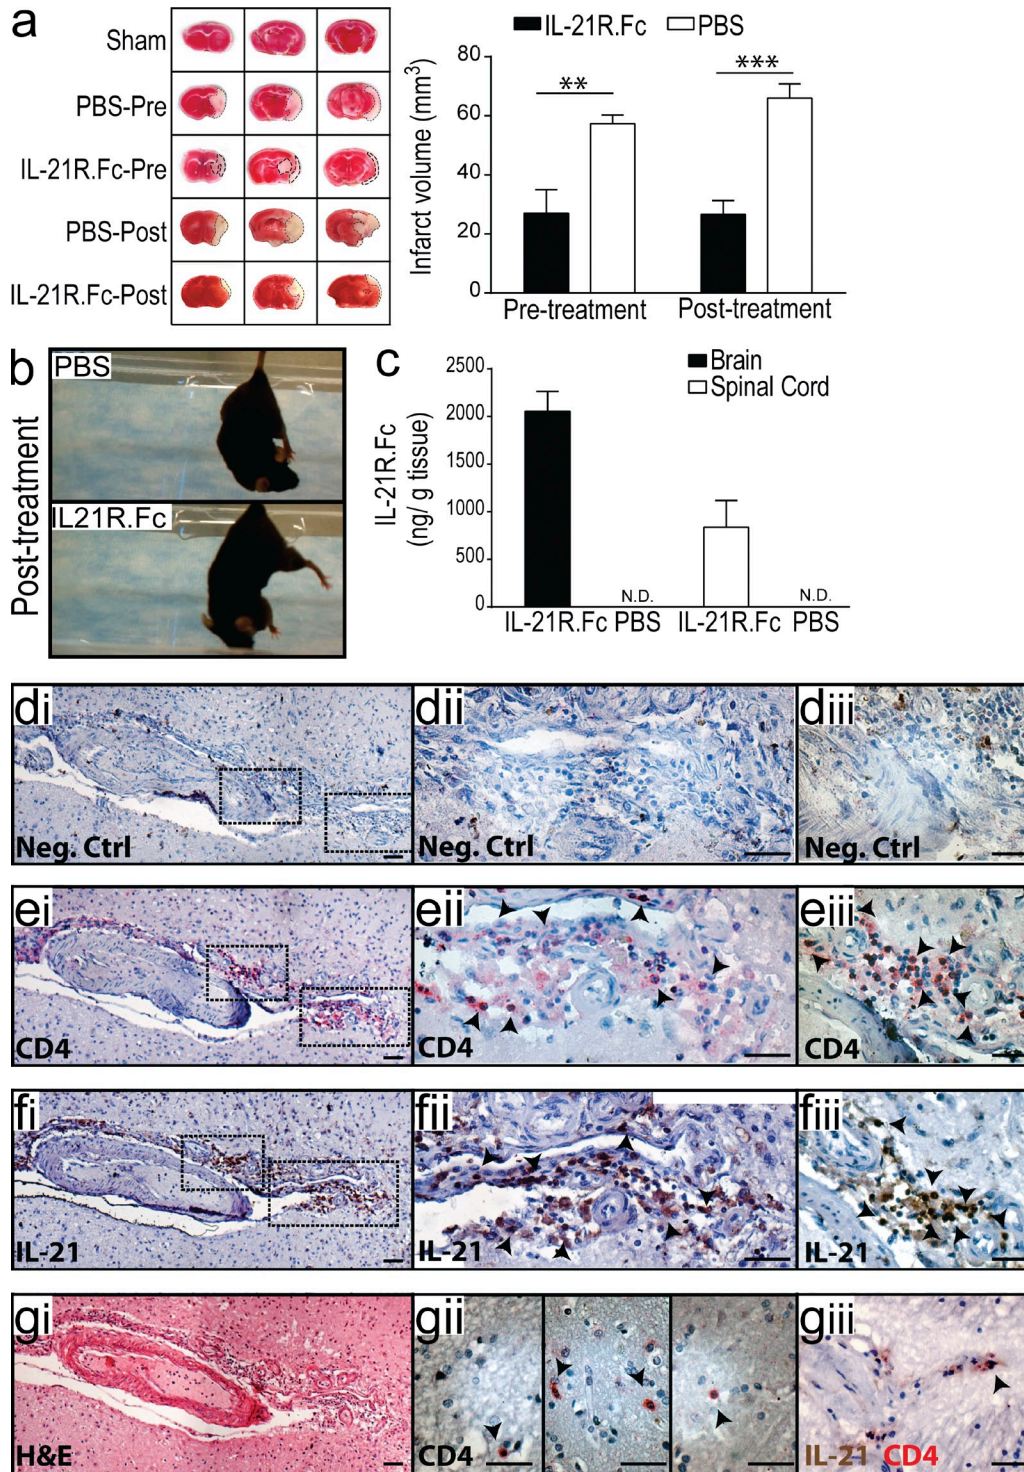 a
Sham
PBS-Pre
IL-21R.Fc-Pre
PBS-Post
IL-21R.Fc-Post
IL-21R.Fc PBS
Infarct volume (mm3)
80
60
40
20
0
**
***
Pre-treatment Post-treatment
b
Post-treatment
PBS
IL21R.Fc
c
Brain
Spinal Cord
IL-21R.Fc
(ng/ g tissue)
2500
2000
1500
1000
500
0
N.D.
N.D.
IL-21R.Fc PBS IL-21R.Fc PBS
di
Neg. Ctrl
dii
Neg. Ctrl
diii
Neg. Ctrl
ei
CD4
eii
CD4
eiii
CD4
fi
IL-21
fii
IL-21
fiii
IL-21
gi
H&E
gii
CD4
giii
IL-21 CD4